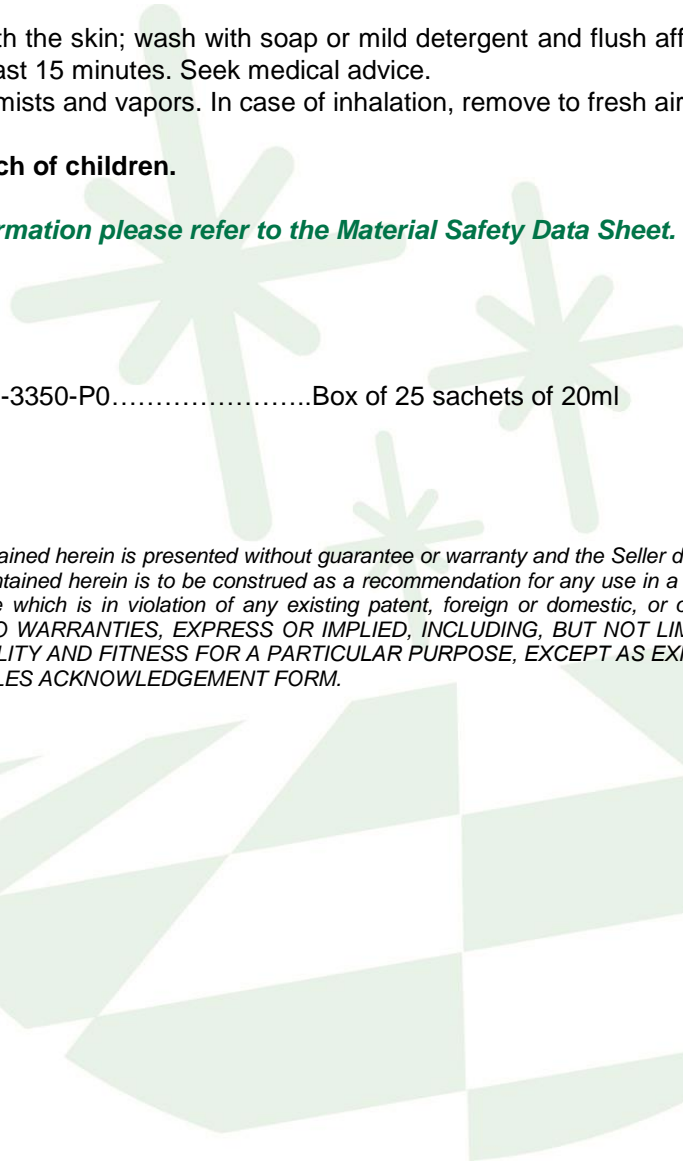 th the skin; wash with soap or mild detergent and flush aff
ast 15 minutes. Seek medical advice.
mists and vapors. In case of inhalation, remove to fresh air
ch of children.
rmation please refer to the Material Safety Data Sheet.
-3350-P0…………………..Box of 25 sachets of 20ml
tained herein is presented without guarantee or warranty and the Seller d
ntained herein is to be construed as a recommendation for any use in a
e which is in violation of any existing patent, foreign or domestic, or o
O WARRANTIES, EXPRESS OR IMPLIED, INCLUDING, BUT NOT LIM
LITY AND FITNESS FOR A PARTICULAR PURPOSE, EXCEPT AS EX
LES ACKNOWLEDGEMENT FORM.